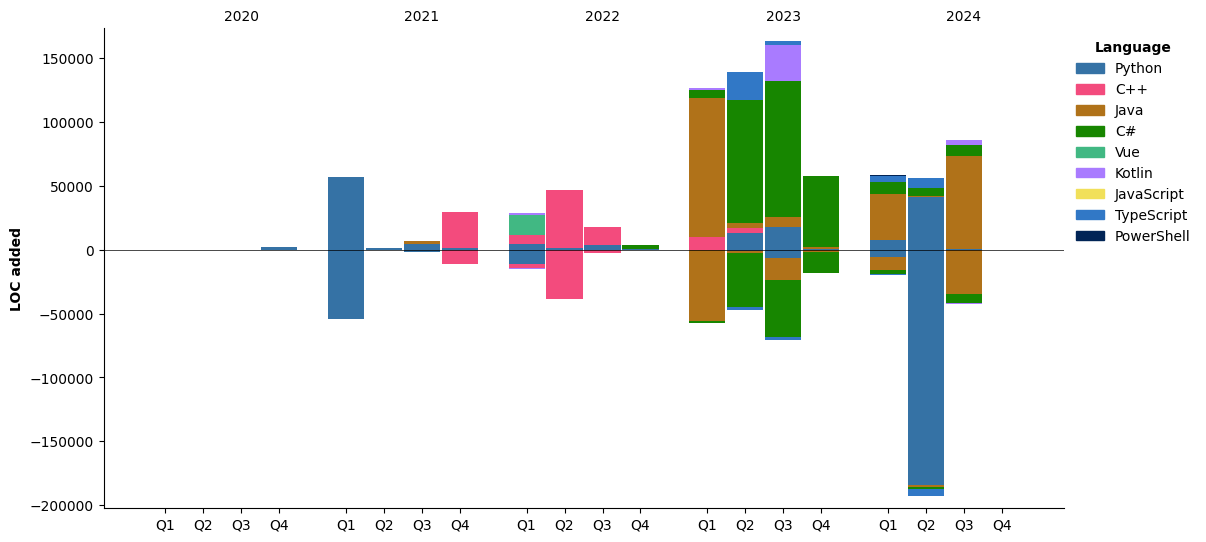 2020 2021 2022 2023 2024
LOC added
150000
100000
50000
0
−50000
−100000
−150000
−200000
Q1 Q2 Q3 Q4 Q1 Q2 Q3 Q4 Q1 Q2 Q3 Q4 Q1 Q2 Q3 Q4 Q1 Q2 Q3 Q4
Language
Python
C++
Java
C#
Vue
Kotlin
JavaScript
TypeScript
PowerShell